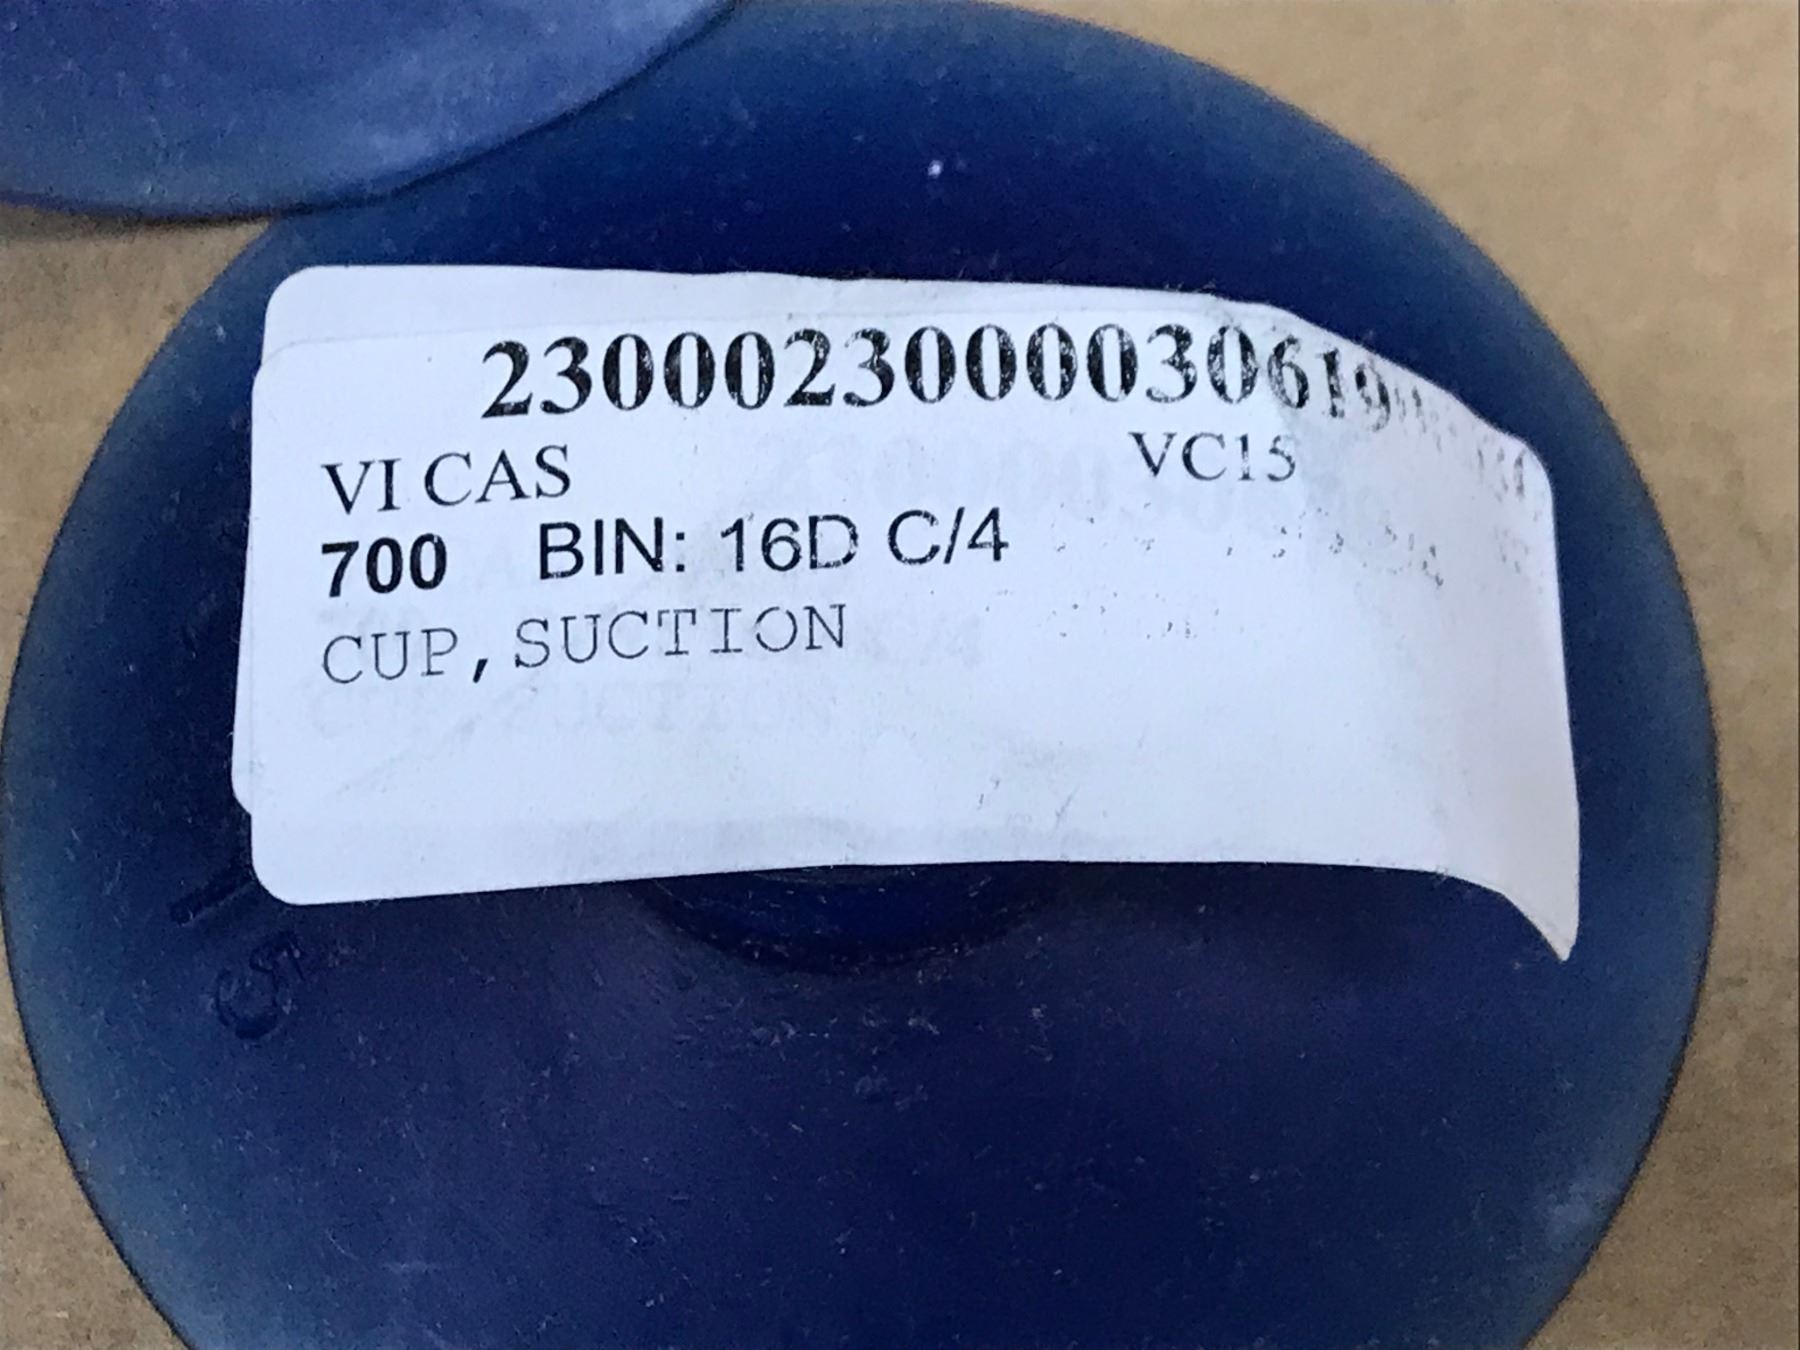 2300023000030619
VI CAS VC15
700 BIN: 16D C/4
CUP, SUCTION